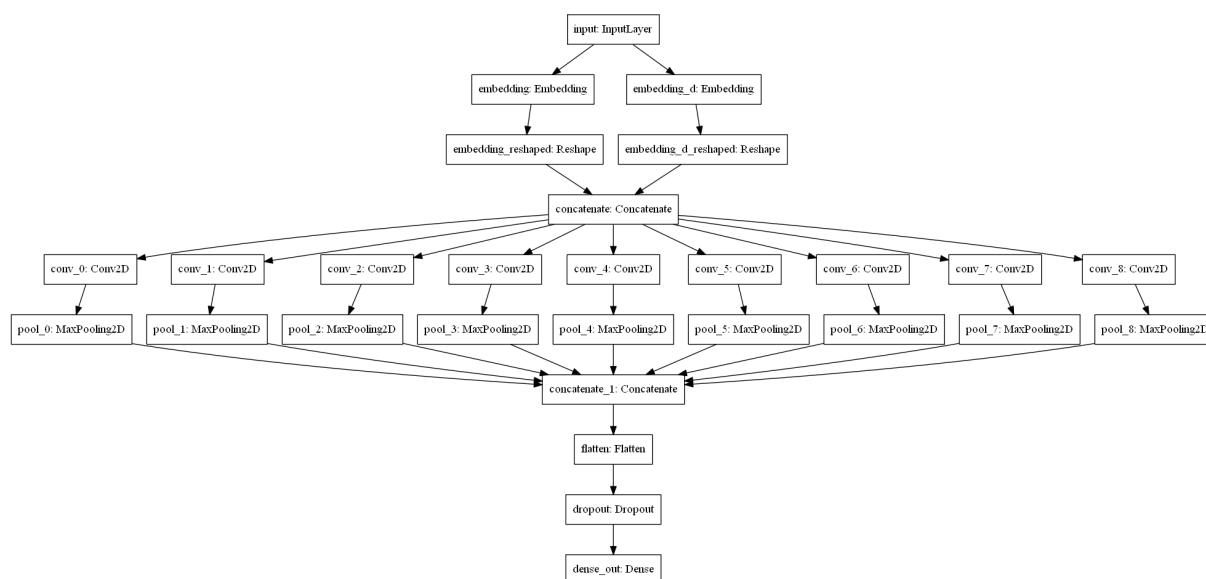 input: InputLayer
embedding: Embedding
embedding_d: Embedding
embedding_reshaped: Reshape
embedding_d_reshaped: Reshape
concatenate: Concatenate
conv_0: Conv2D
conv_1: Conv2D
conv_2: Conv2D
conv_3: Conv2D
conv_4: Conv2D
conv_5: Conv2D
conv_6: Conv2D
conv_7: Conv2D
conv_8: Conv2D
pool_0: MaxPooling2D
pool_1: MaxPooling2D
pool_2: MaxPooling2D
pool_3: MaxPooling2D
pool_4: MaxPooling2D
pool_5: MaxPooling2D
pool_6: MaxPooling2D
pool_7: MaxPooling2D
pool_8: MaxPooling2D
concatenate_1: Concatenate
flatten: Flatten
dropout: Dropout
dense_out: Dense